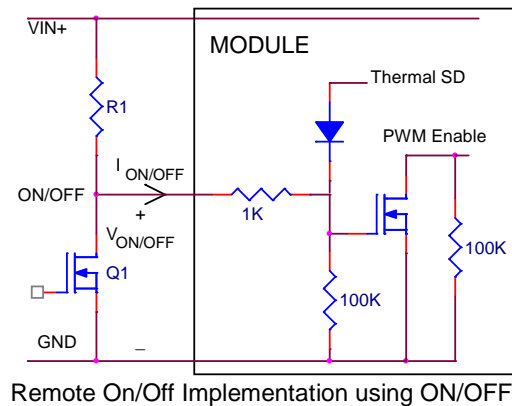 VIN+
MODULE
Thermal SD
R1
PWM Enable
I ON/OFF
ON/OFF
+
1K
V ON/OFF
Q1
100K
100K
GND
_
Remote On/Off Implementation using ON/OFF